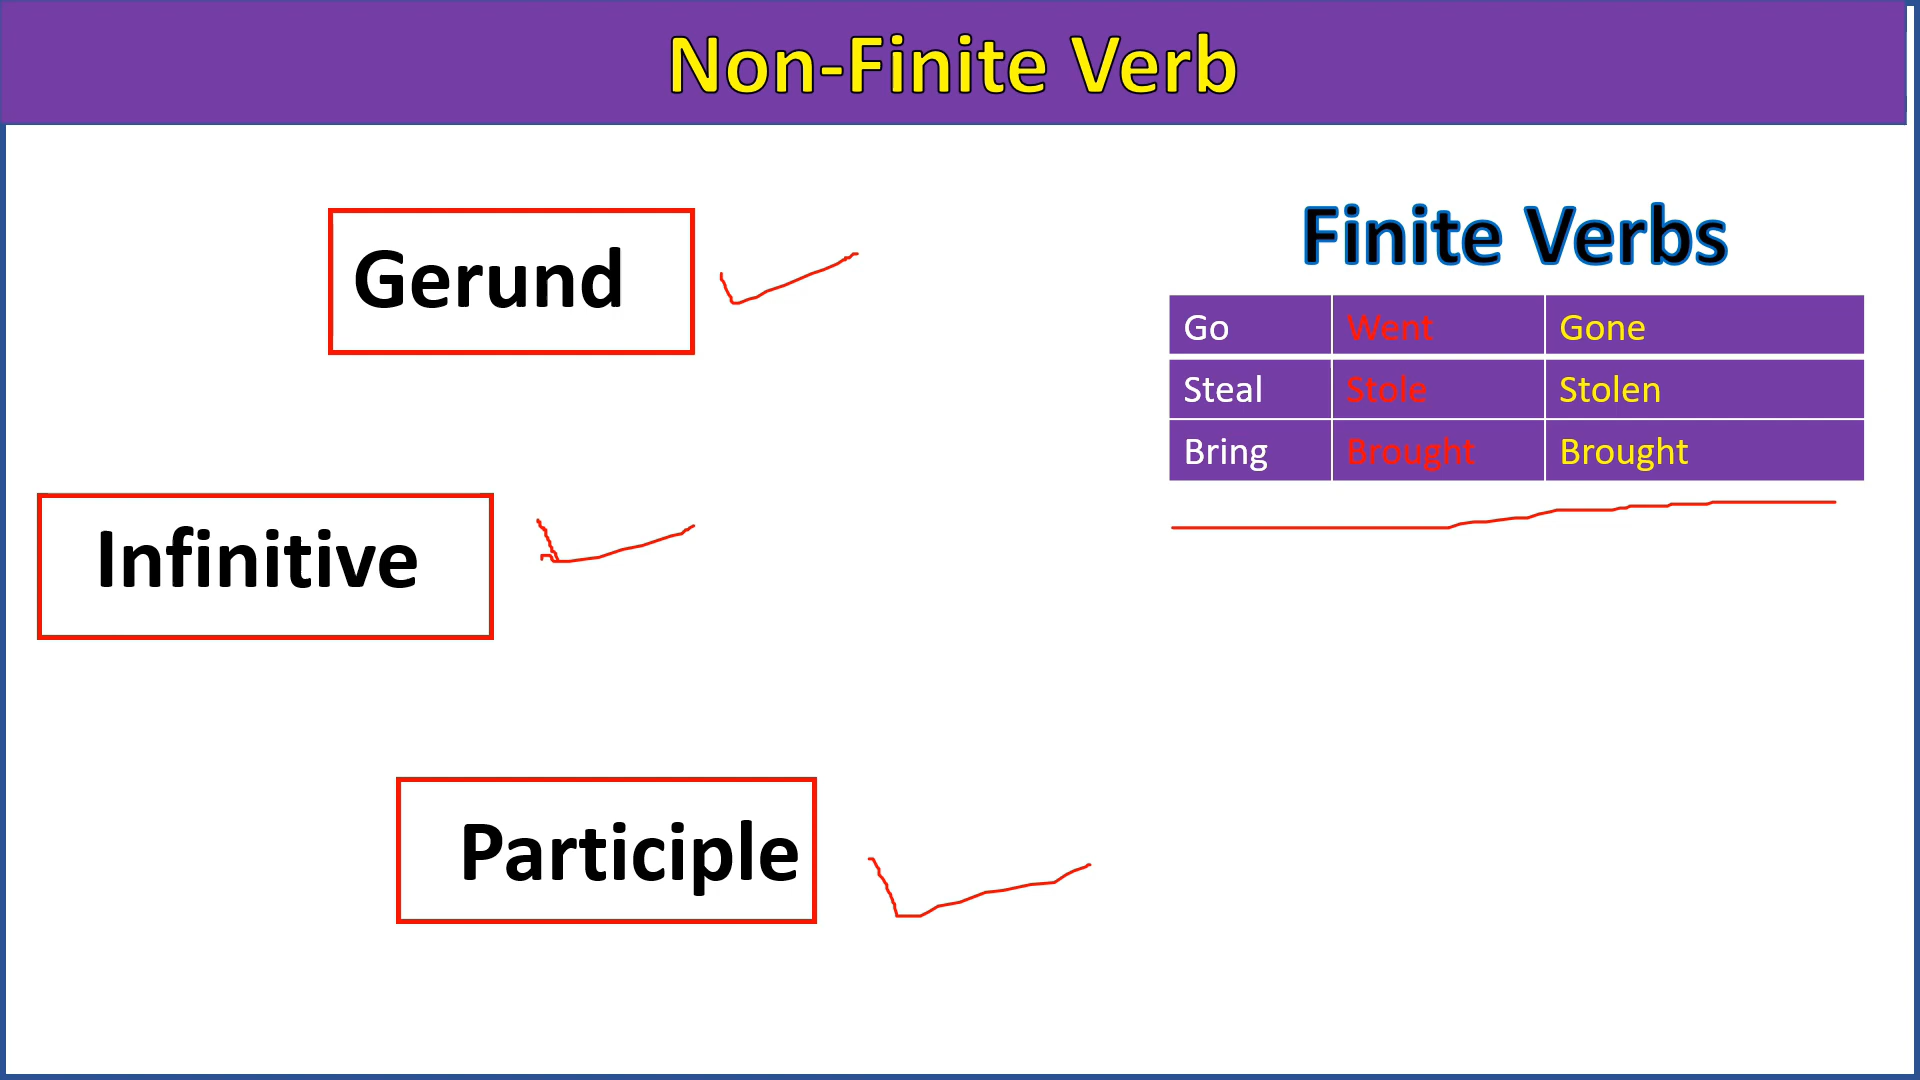 Non-Finite Verb
Gerund
Infinitive
Participle
Finite Verbs
Go Went Gone
Steal Stole Stolen
Bring Brought Brought